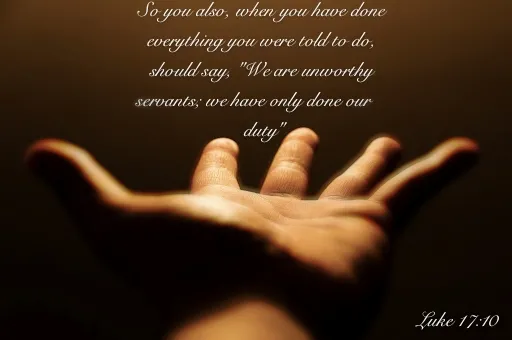 So you also, when you have done
everything you were told to do,
should say, "We are unworthy
servants; we have only done our
duty"
Luke 17:10